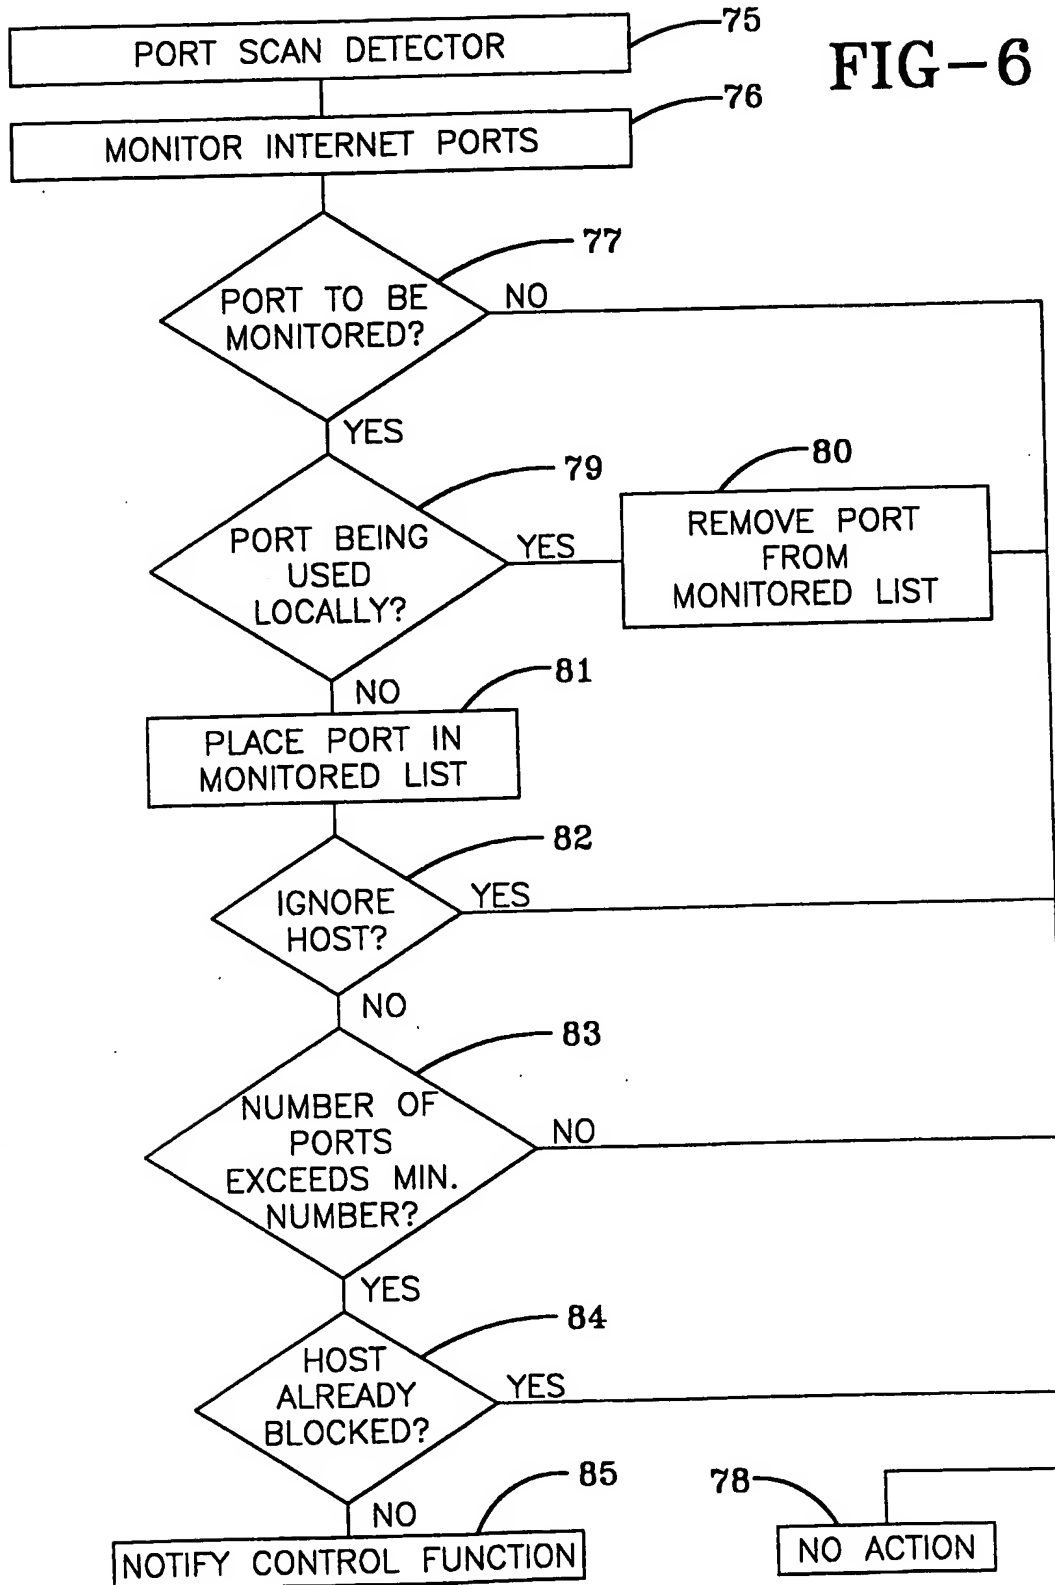 75
PORT SCAN DETECTOR
FIG-6
76
MONITOR INTERNET PORTS
77
PORT TO BE
MONITORED?
NO
YES
79
80
PORT BEING
USED
LOCALLY?
YES
REMOVE PORT
FROM
MONITORED LIST
NO
81
PLACE PORT IN
MONITORED LIST
82
IGNORE
HOST?
YES
NO
83
NUMBER OF
PORTS
EXCEEDS MIN.
NUMBER?
NO
YES
84
HOST
ALREADY
BLOCKED?
YES
NO
85
78
NOTIFY CONTROL FUNCTION
NO ACTION